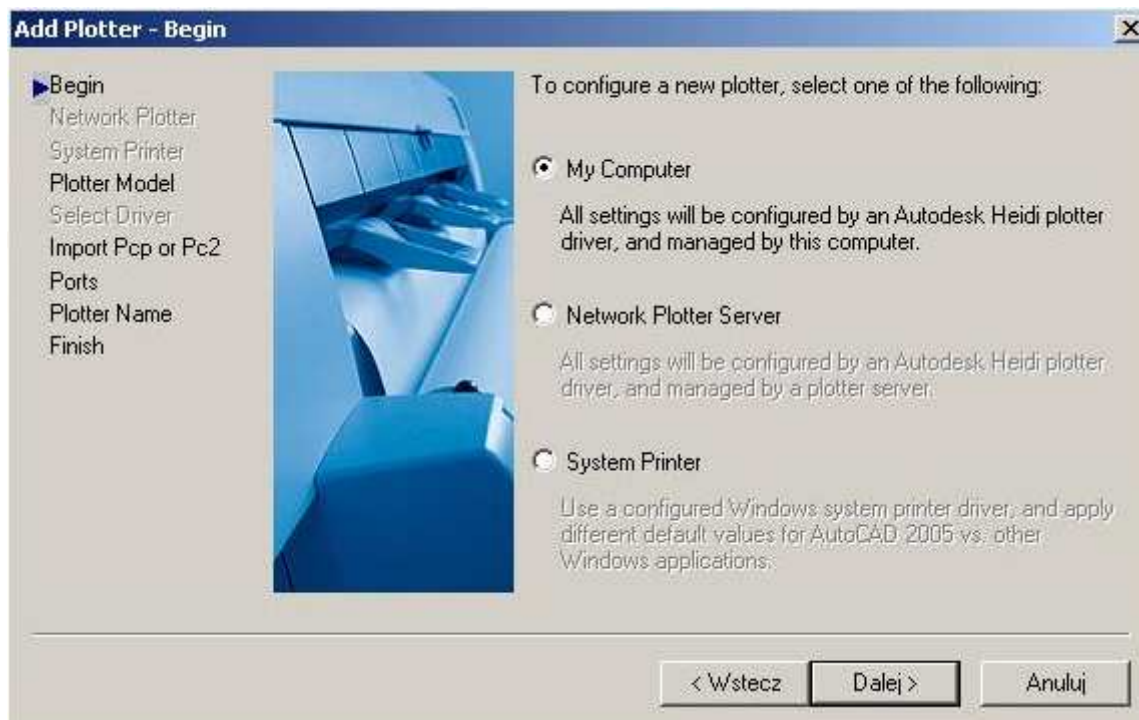 Add Plotter - Begin
Begin
Network Plotter
System Printer
Plotter Model
Select Driver
Import Pcp or Pc2
Ports
Plotter Name
Finish
To configure a new plotter, select one of the following:
My Computer
All settings will be configured by an Autodesk Heidi plotter
driver, and managed by this computer.
Network Plotter Server
All settings will be configured by an Autodesk Heidi plotter
driver, and managed by a plotter server.
System Printer
Use a configured Windows system printer driver, and apply
different default values for AutoCAD 2005 vs. other
Windows applications.
< Wstecz
Dalej >
Anuluj